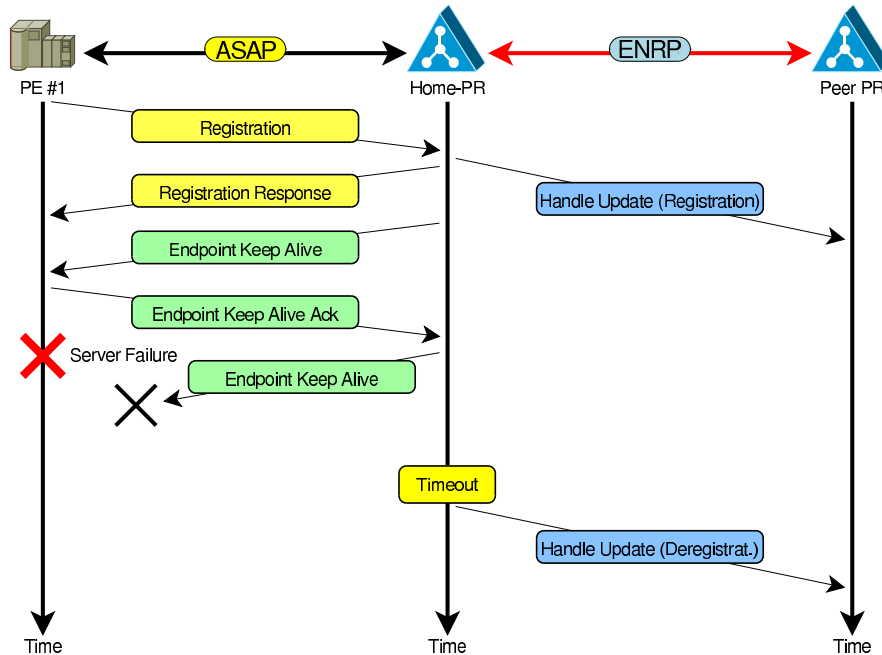 ASAP
ENRP
PE #1
Home-PR
Peer PR
Registration
Registration Response
Handle Update (Registration)
Endpoint Keep Alive
Endpoint Keep Alive Ack
Server Failure
Endpoint Keep Alive
Timeout
Handle Update (Deregistrat.)
Time
Time
Time